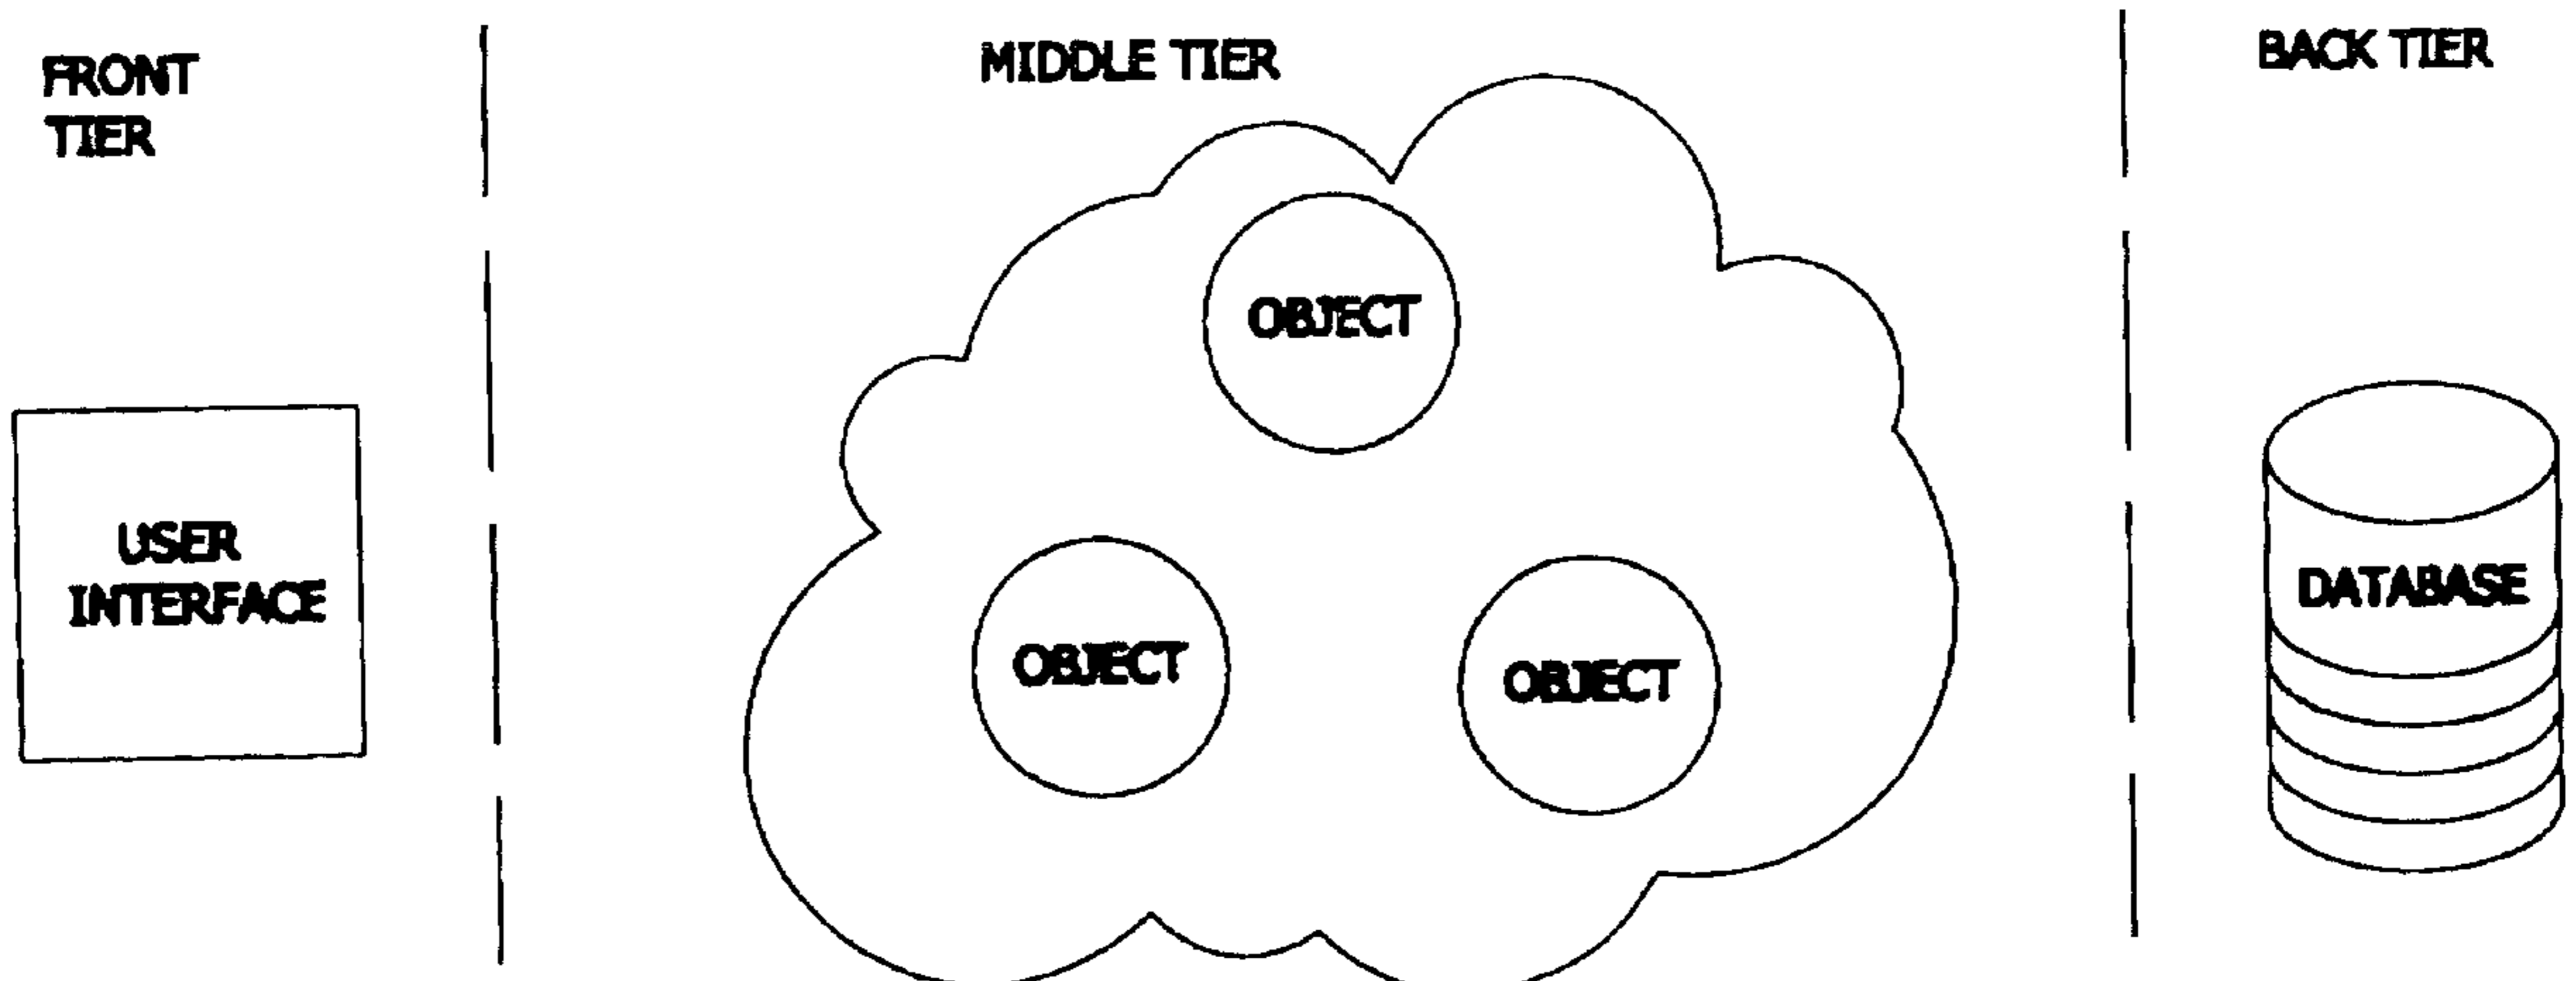 FRONT
TIER
MIDDLE TIER
BACK TIER
USER
INTERFACE
OBJECT
OBJECT
OBJECT
DATABASE